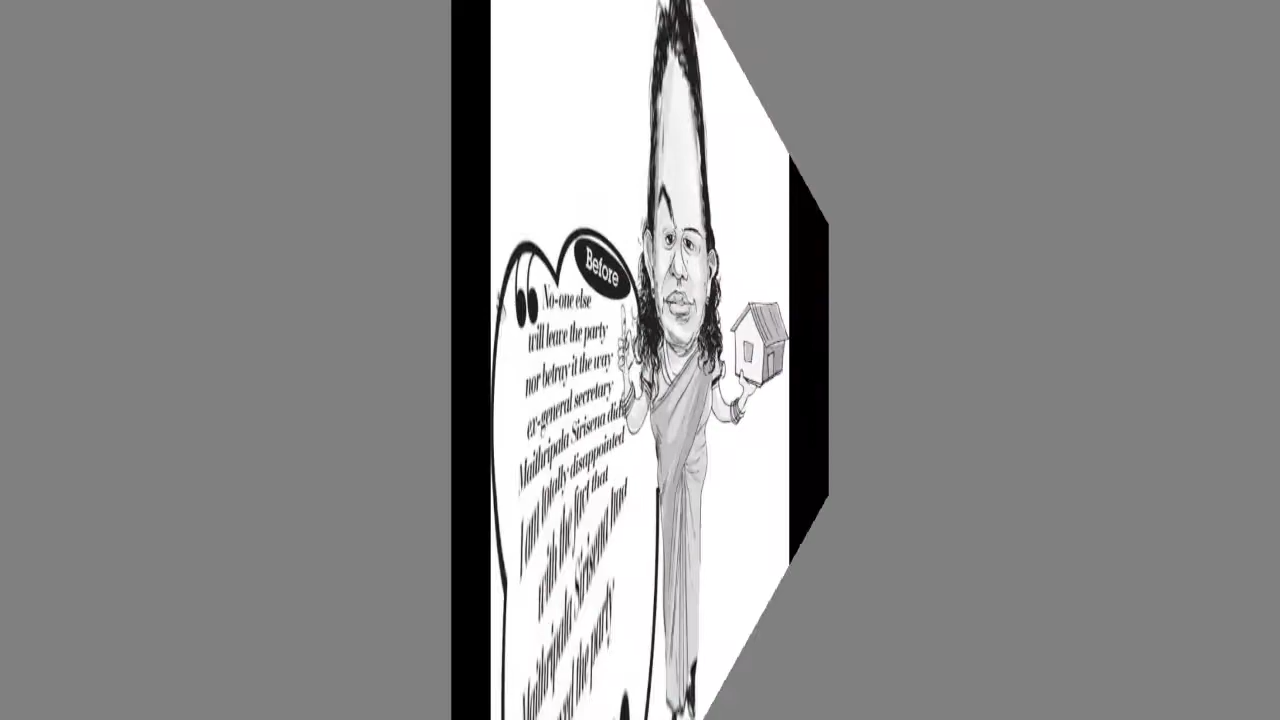 Before
No-one else
will leave the party
nor betray it the way
ex-general secretary
Maithripala Sirisena did.
I am totally disappointed
with the fact that
Maithripala Sirisena had
the party